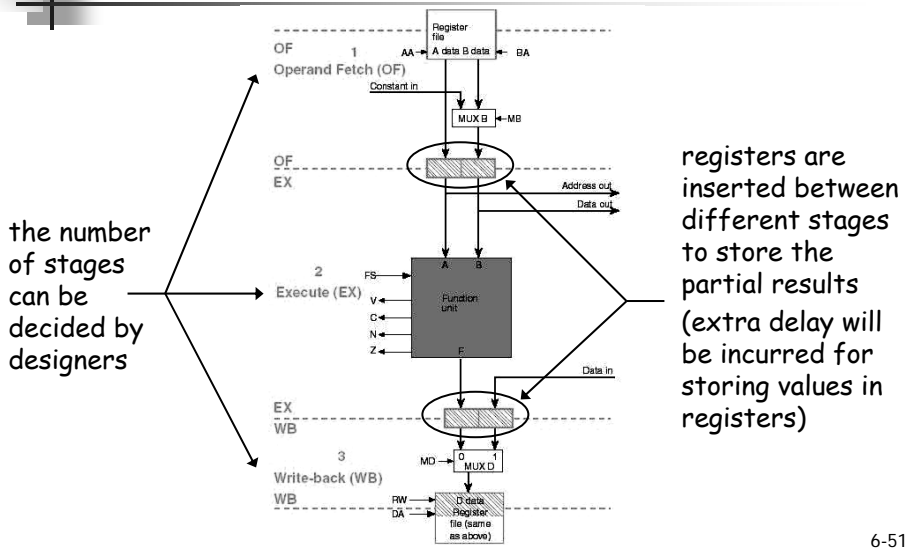 Register
file
A data B data
AA
BA
OF
1
Operand Fetch (OF)
Constant in
MUX B
MB
OF
EX
Address out
Data out
the number
of stages
can be
decided by
designers
registers are
inserted between
different stages
to store the
partial results
(extra delay will
be incurred for
storing values in
registers)
A
B
2
Execute (EX)
FS
V
C
N
Z
Function
unit
F
Data in
EX
WB
3
Write-back (WB)
WB
MD
0
1
MUX D
RW
DA
D data
Register
file (same
as above)
6-51